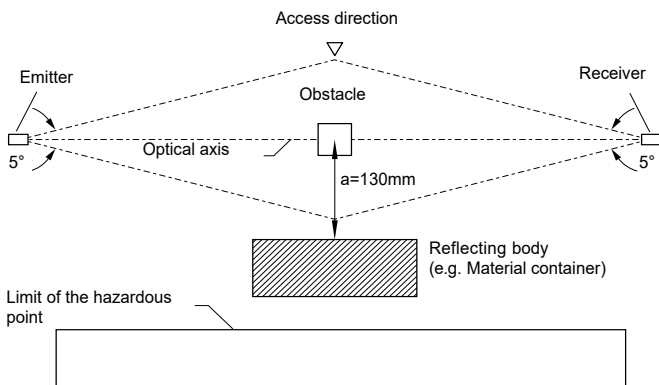 Access direction
Emitter
Receiver
Obstacle
Optical axis
5°
5°
a=130mm
Reflecting body
(e.g. Material container)
Limit of the hazardous
point